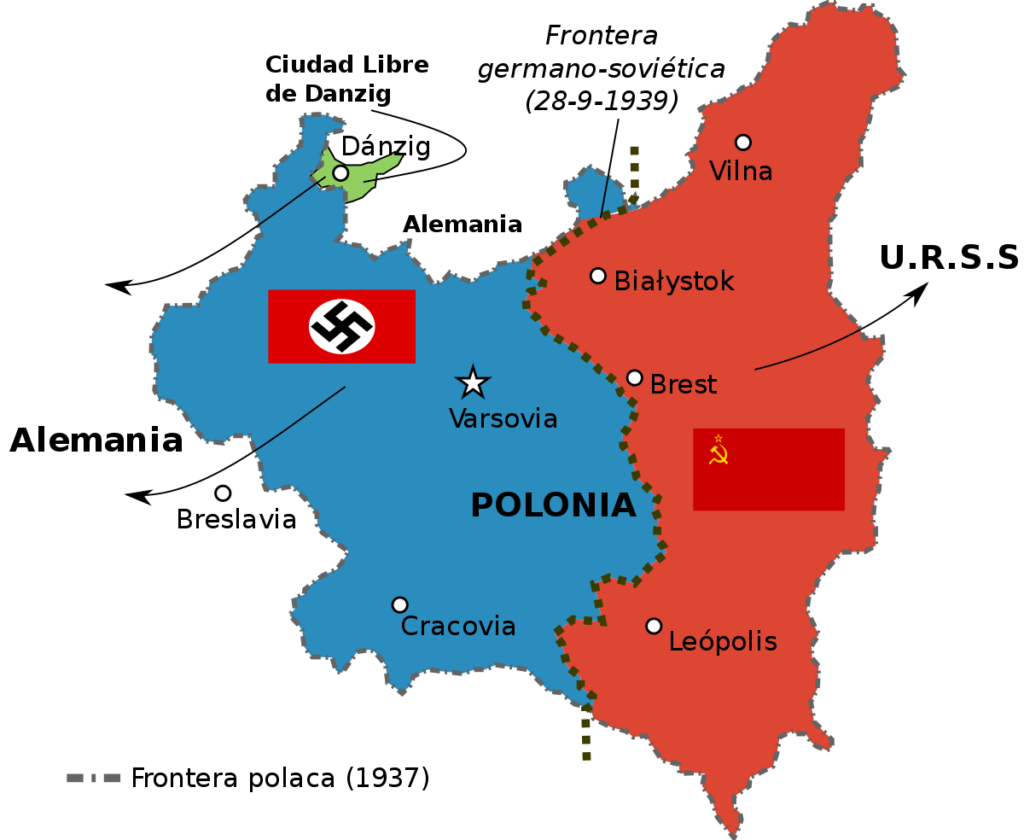 Ciudad Libre
de Danzig
Frontera
germano-soviética
(28-9-1939)
Dánzig
Vilna
Alemania
U.R.S.S
Białystok
Brest
Varsovia
Alemania
POLONIA
Breslavia
Cracovia
Leópolis
Frontera polaca (1937)